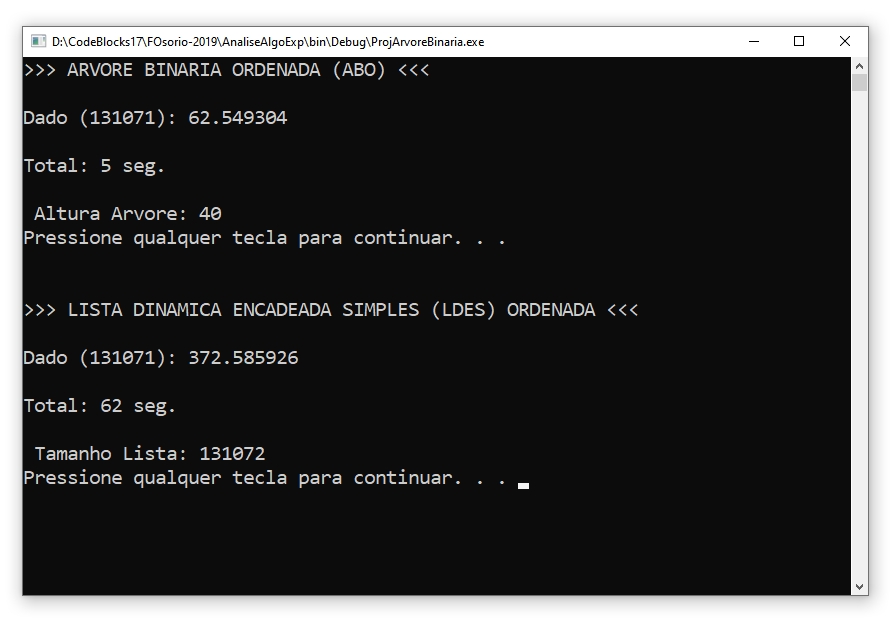 D:\CodeBlocks17\FOsorio-2019\AnaliseAlgoExp\bin\Debug\ProjArvoreBinaria.exe
>>> ARVORE BINARIA ORDENADA (ABO) <<<
Dado (131071): 62.549304
Total: 5 seg.
Altura Arvore: 40
Pressione qualquer tecla para continuar. . .
>>> LISTA DINAMICA ENCADEADA SIMPLES (LDES) ORDENADA <<<
Dado (131071): 372.585926
Total: 62 seg.
Tamanho Lista: 131072
Pressione qualquer tecla para continuar. . .